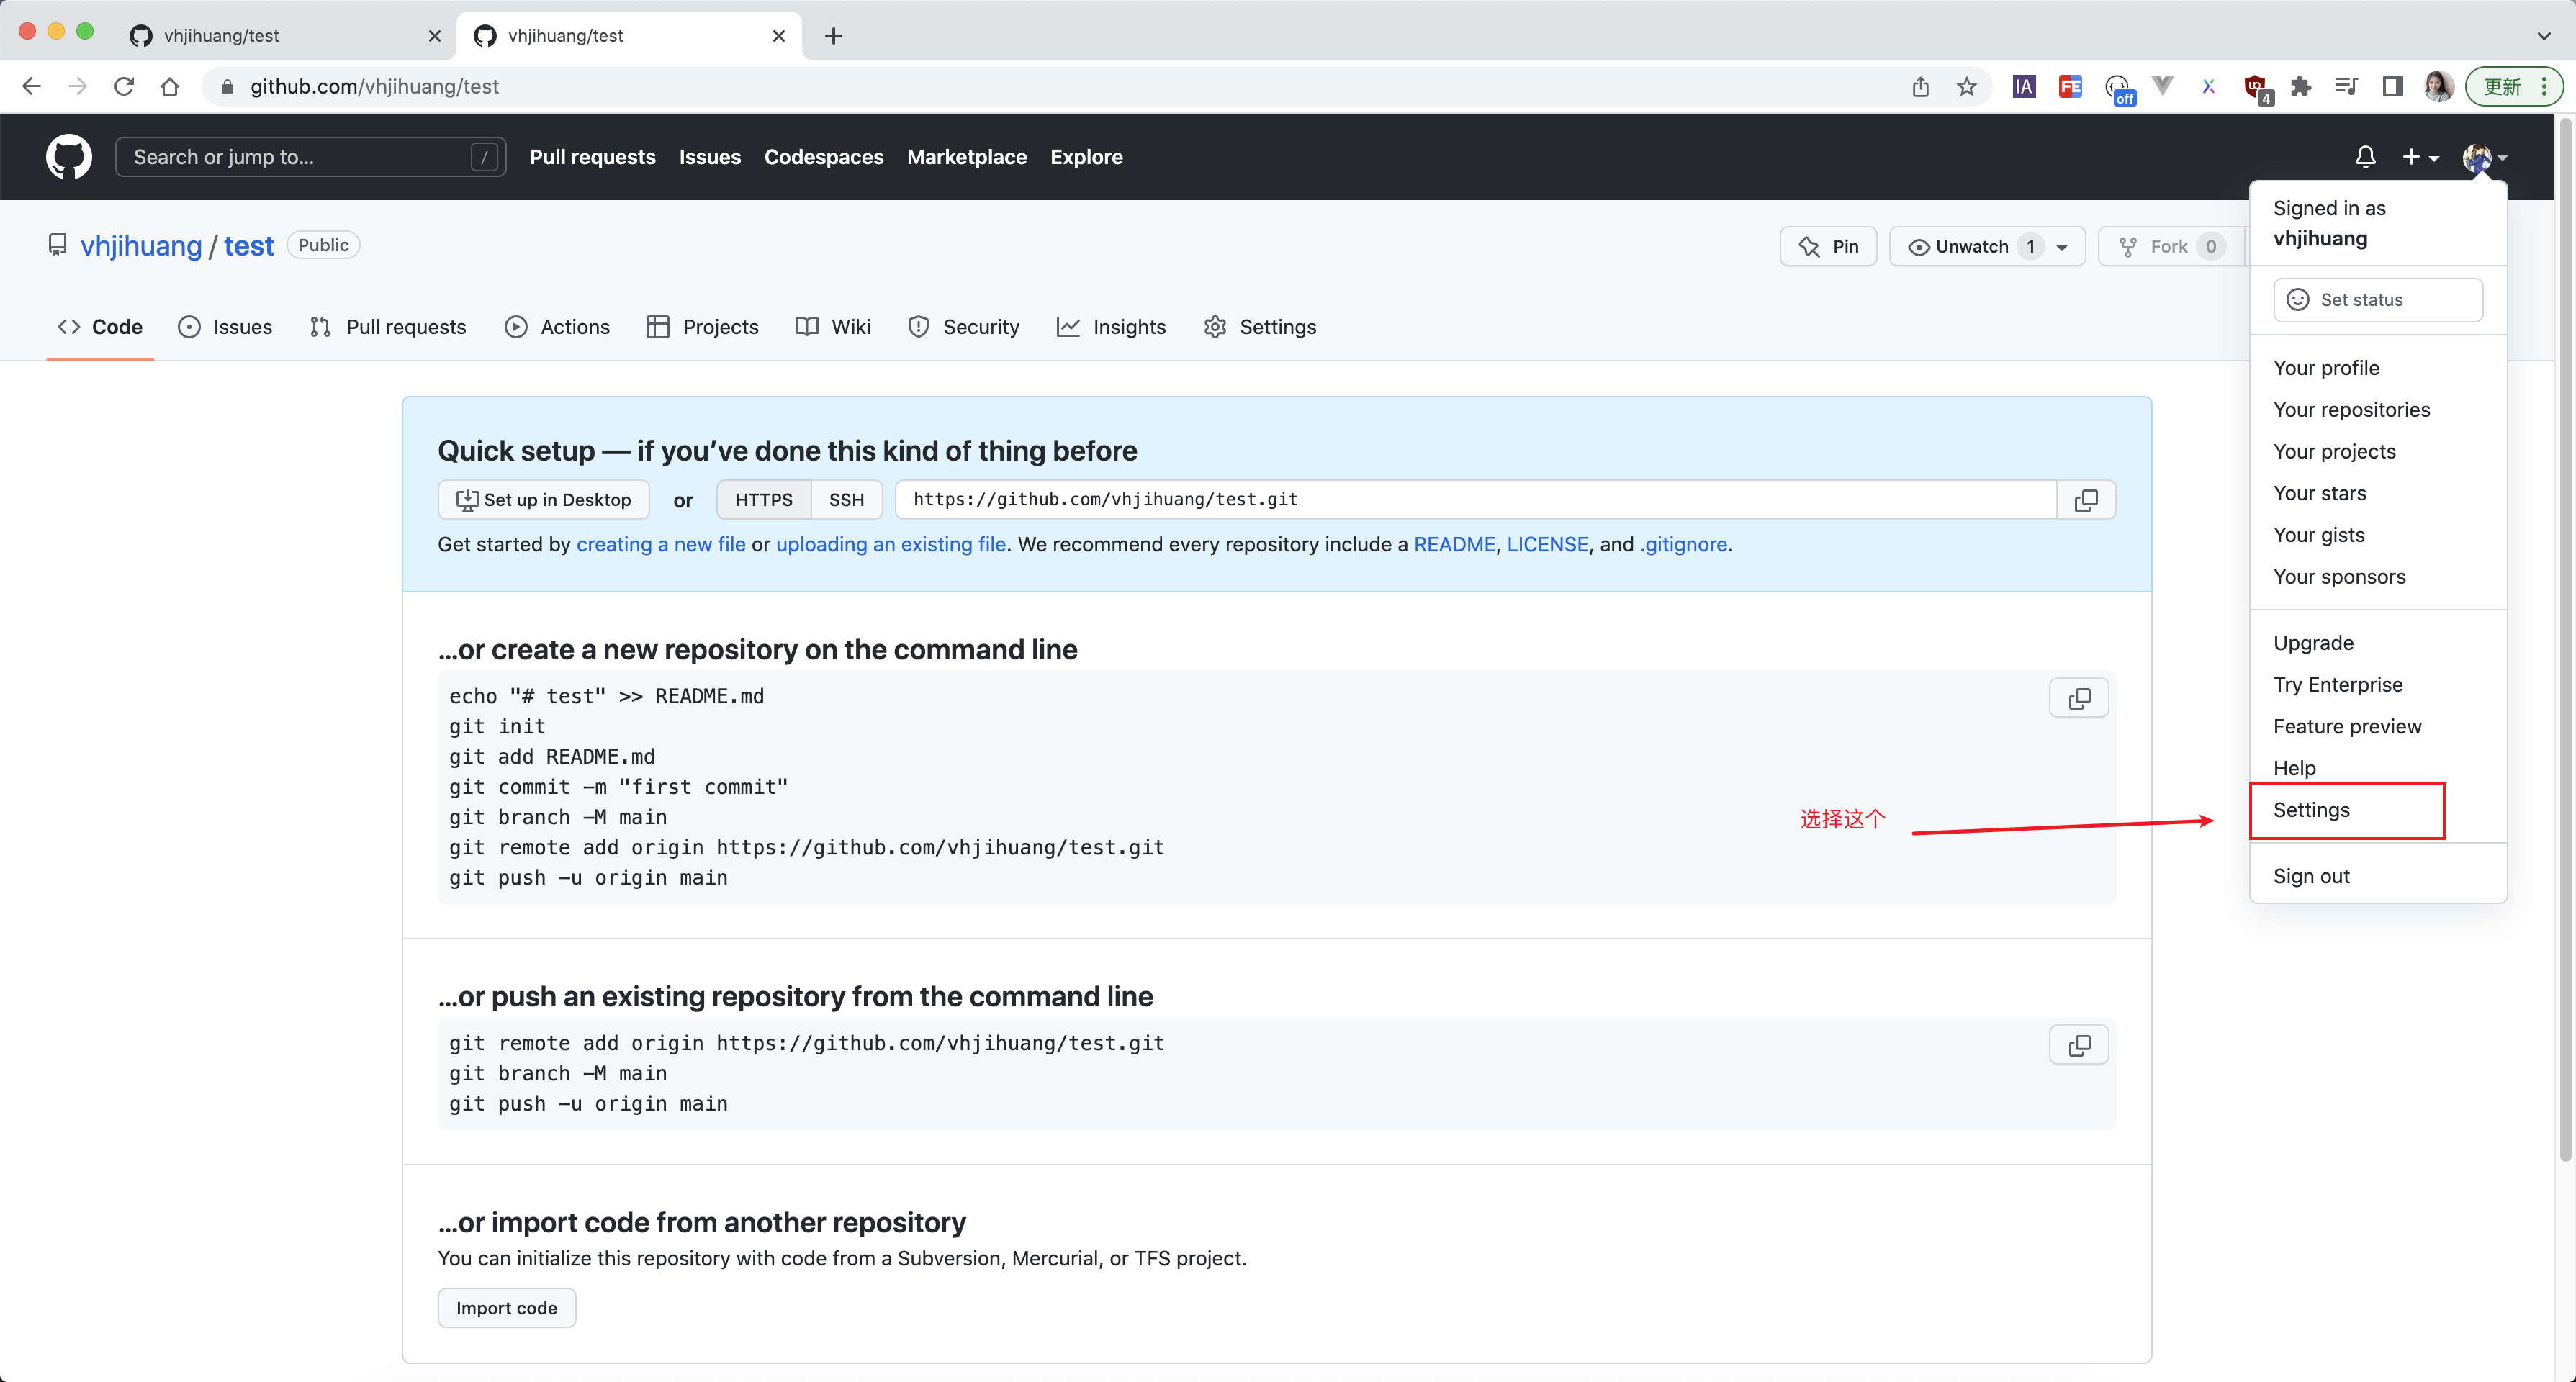 vhjihuang/test
vhjihuang/test
github.com/vhjihuang/test
IA
FE
off
4
更新
Search or jump to...
/
Pull requests
Issues
Codespaces
Marketplace
Explore
Signed in as
vhjihuang
Set status
Your profile
Your repositories
Your projects
Your stars
Your gists
Your sponsors
Upgrade
Try Enterprise
Feature preview
Help
Settings
Sign out
vhjihuang / test Public
Pin
Unwatch 1
Fork 0
Code
Issues
Pull requests
Actions
Projects
Wiki
Security
Insights
Settings
Quick setup — if you’ve done this kind of thing before
Set up in Desktop or HTTPS SSH https://github.com/vhjihuang/test.git
Get started by creating a new file or uploading an existing file. We recommend every repository include a README, LICENSE, and .gitignore.
…or create a new repository on the command line
echo "# test" >> README.md
git init
git add README.md
git commit -m "first commit"
git branch -M main
git remote add origin https://github.com/vhjihuang/test.git
git push -u origin main
选择这个
…or push an existing repository from the command line
git remote add origin https://github.com/vhjihuang/test.git
git branch -M main
git push -u origin main
…or import code from another repository
You can initialize this repository with code from a Subversion, Mercurial, or TFS project.
Import code